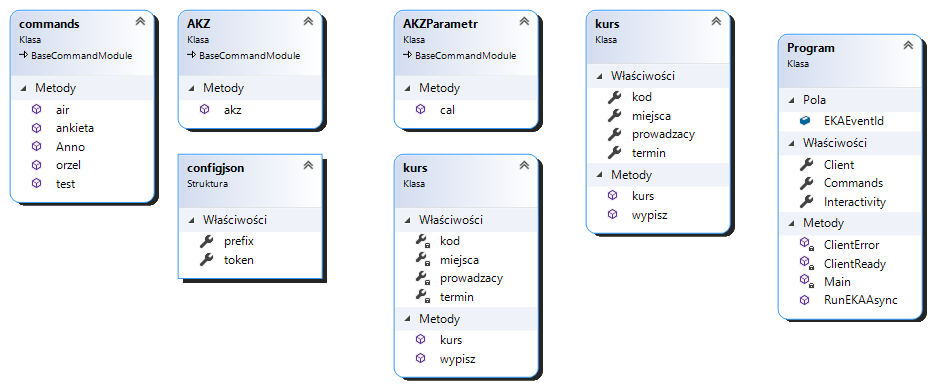 commands
Klasa
BaseCommandModule
Metody
air
ankieta
Anno
orzel
test
AKZ
Klasa
BaseCommandModule
Metody
akz
configjson
Struktura
Właściwości
prefix
token
AKZParametr
Klasa
BaseCommandModule
Metody
cal
kurs
Klasa
Właściwości
kod
miejsca
prowadzacy
termin
Metody
kurs
wypisz
kurs
Klasa
Właściwości
kod
miejsca
prowadzacy
termin
Metody
kurs
wypisz
Program
Klasa
Pola
EKAEventId
Właściwości
Client
Commands
Interactivity
Metody
ClientError
ClientReady
Main
RunEKAAsync